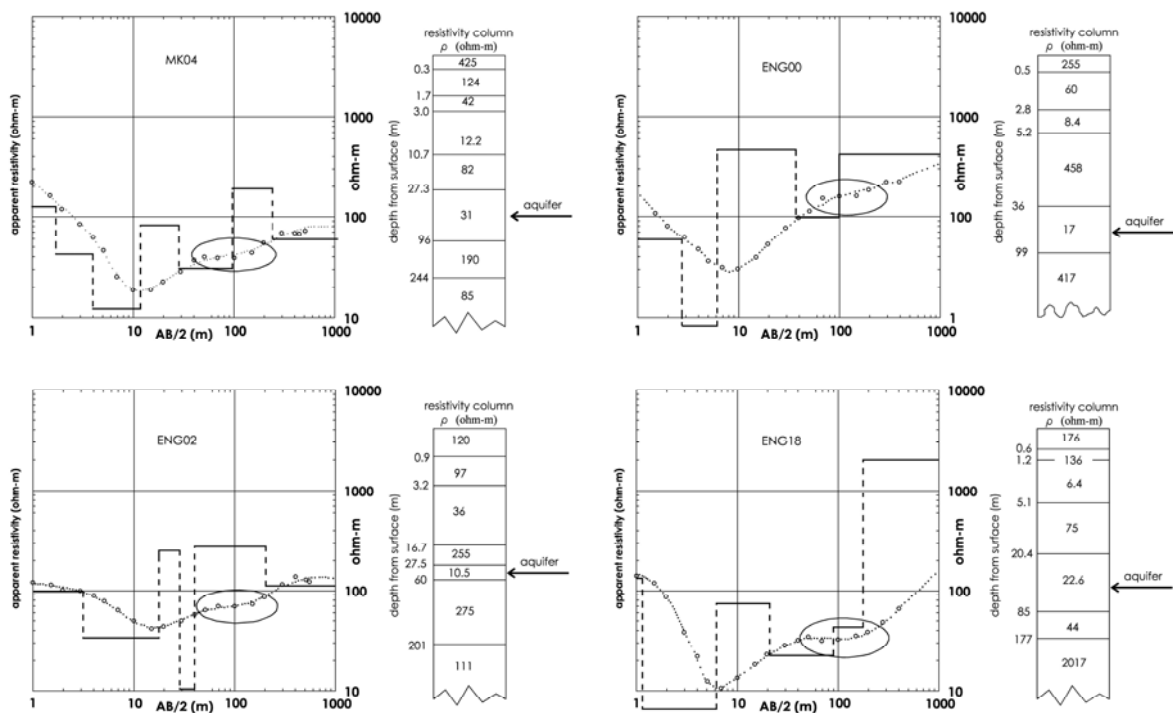 MK04
apparent resistivity (ohm-m)
10000
1000
100
10
ohm-m
1 10 100 1000
AB/2 (m)
resistivity column
ρ (ohm-m)
depth from surface (m)
425
0.3
124
1.7
42
3.0
12.2
10.7
82
27.3
31
aquifer
96
190
244
85
ENG00
apparent resistivity (ohm-m)
10000
1000
100
10
1
ohm-m
1 10 100 1000
AB/2 (m)
resistivity column
ρ (ohm-m)
depth from surface (m)
255
0.5
60
2.8
8.4
5.2
458
36
17
aquifer
99
417
ENG02
apparent resistivity (ohm-m)
10000
1000
100
10
ohm-m
1 10 100 1000
AB/2 (m)
resistivity column
ρ (ohm-m)
depth from surface (m)
120
0.9
97
3.2
36
16.7
255
27.5
10.5
aquifer
60
275
201
111
ENG18
apparent resistivity (ohm-m)
10000
1000
100
10
ohm-m
1 10 100 1000
AB/2 (m)
resistivity column
ρ (ohm-m)
depth from surface (m)
176
0.6
1.2
136
6.4
5.1
75
20.4
22.6
aquifer
85
44
177
2017